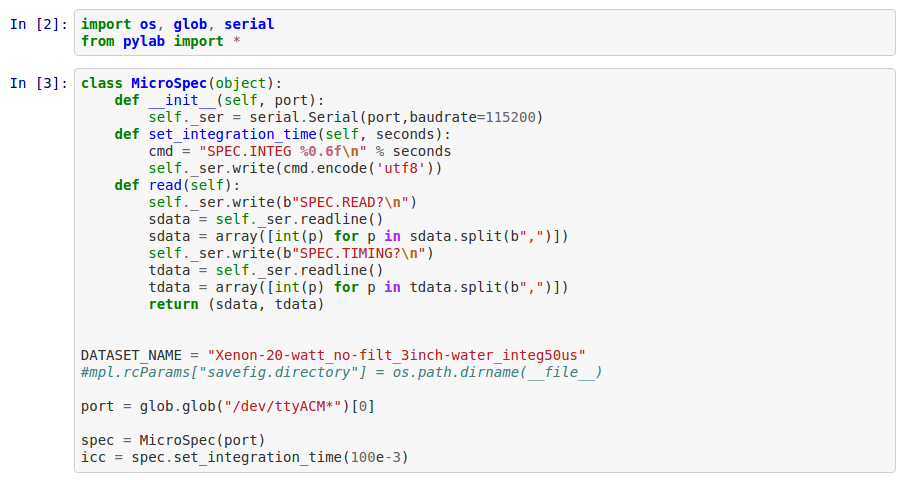 In [2]: import os, glob, serial
from pylab import *
In [3]: class MicroSpec(object):
    def __init__(self, port):
        self._ser = serial.Serial(port,baudrate=115200)
    def set_integration_time(self, seconds):
        cmd = "SPEC.INTEG %0.6f\n" % seconds
        self._ser.write(cmd.encode('utf8'))
    def read(self):
        self._ser.write(b"SPEC.READ?\n")
        sdata = self._ser.readline()
        sdata = array([int(p) for p in sdata.split(b",")])
        self._ser.write(b"SPEC.TIMING?\n")
        tdata = self._ser.readline()
        tdata = array([int(p) for p in tdata.split(b",")])
        return (sdata, tdata)
DATASET_NAME = "Xenon-20-watt_no-filt_3inch-water_integ50us"
#mpl.rcParams["savefig.directory"] = os.path.dirname(__file__)
port = glob.glob("/dev/ttyACM*")[0]
spec = MicroSpec(port)
icc = spec.set_integration_time(100e-3)